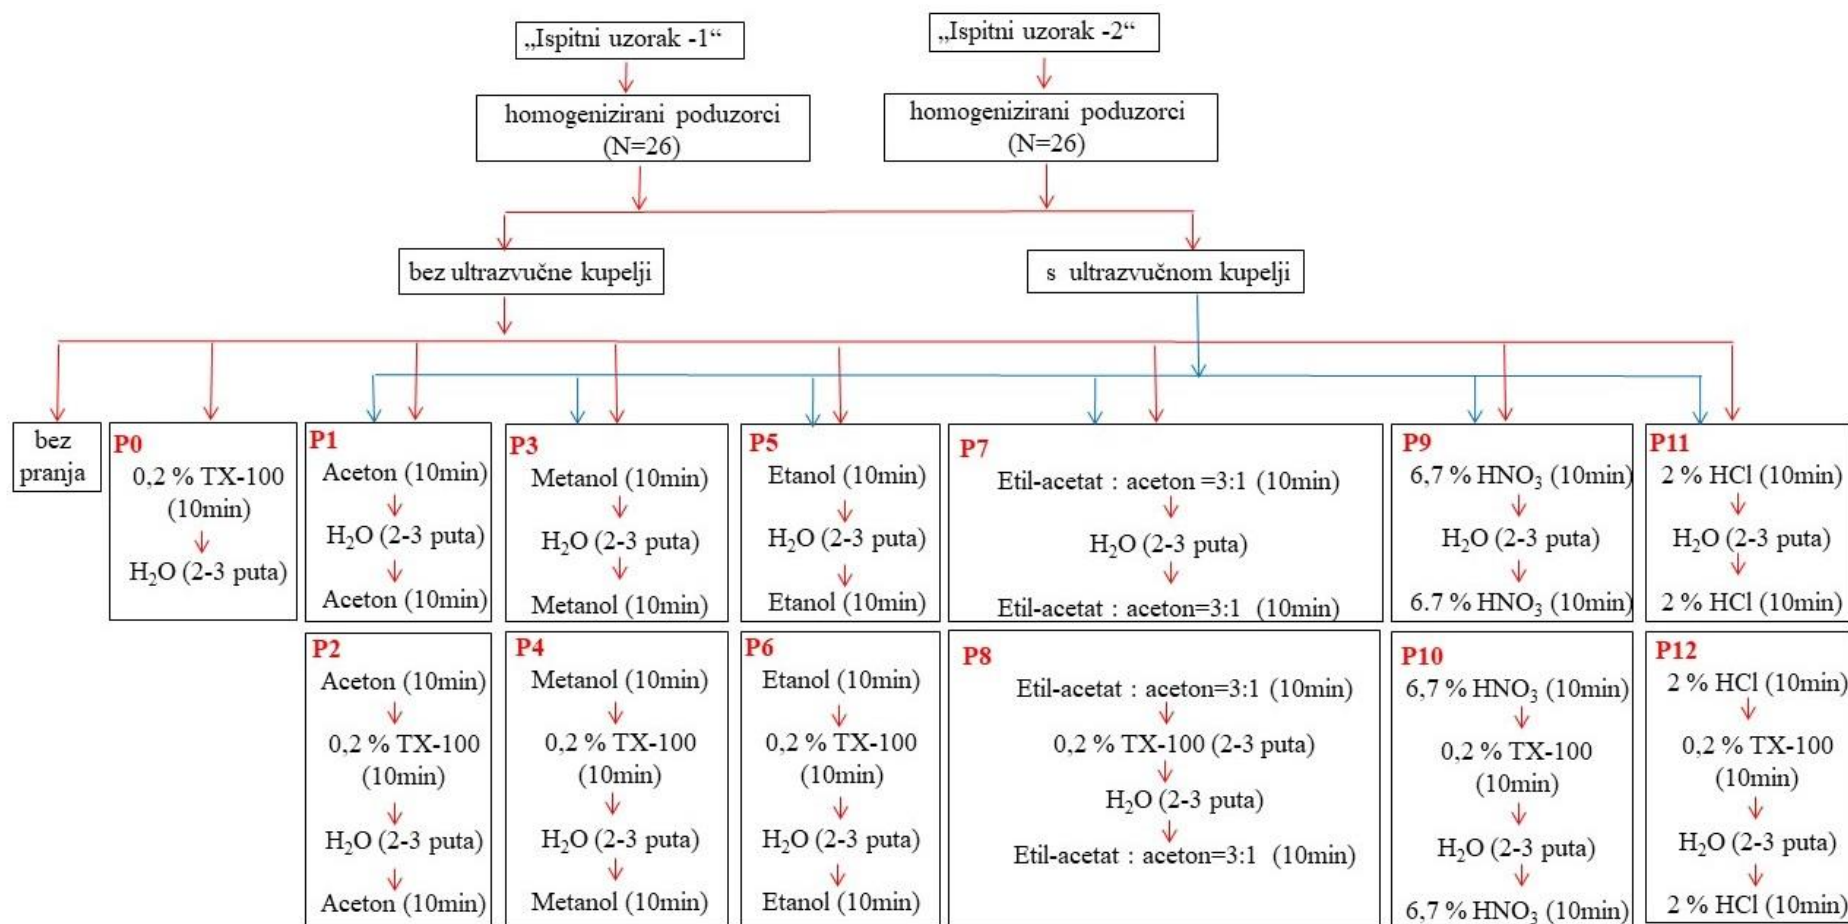 „Ispitni uzorak -1“
„Ispitni uzorak -2“
homogenizirani poduzorci
(N=26)
homogenizirani poduzorci
(N=26)
bez ultrazvučne kupelji
s ultrazvučnom kupelji
bez
pranja
P0
0,2 % TX-100
(10min)
H₂O (2-3 puta)
P1
Aceton (10min)
H₂O (2-3 puta)
Aceton (10min)
P3
Metanol (10min)
H₂O (2-3 puta)
Metanol (10min)
P5
Etanol (10min)
H₂O (2-3 puta)
Etanol (10min)
P7
Etil-acetat : aceton =3:1 (10min)
H₂O (2-3 puta)
Etil-acetat : aceton=3:1 (10min)
P9
6,7 % HNO₃ (10min)
H₂O (2-3 puta)
6.7 % HNO₃ (10min)
P11
2 % HCl (10min)
H₂O (2-3 puta)
2 % HCl (10min)
P2
Aceton (10min)
0,2 % TX-100
(10min)
H₂O (2-3 puta)
Aceton (10min)
P4
Metanol (10min)
0,2 % TX-100
(10min)
H₂O (2-3 puta)
Metanol (10min)
P6
Etanol (10min)
0,2 % TX-100
(10min)
H₂O (2-3 puta)
Etanol (10min)
P8
Etil-acetat : aceton=3:1 (10min)
0,2 % TX-100 (2-3 puta)
H₂O (2-3 puta)
Etil-acetat : aceton=3:1 (10min)
P10
6,7 % HNO₃ (10min)
0,2 % TX-100
(10min)
H₂O (2-3 puta)
6,7 % HNO₃ (10min)
P12
2 % HCl (10min)
0,2 % TX-100
(10min)
H₂O (2-3 puta)
2 % HCl (10min)